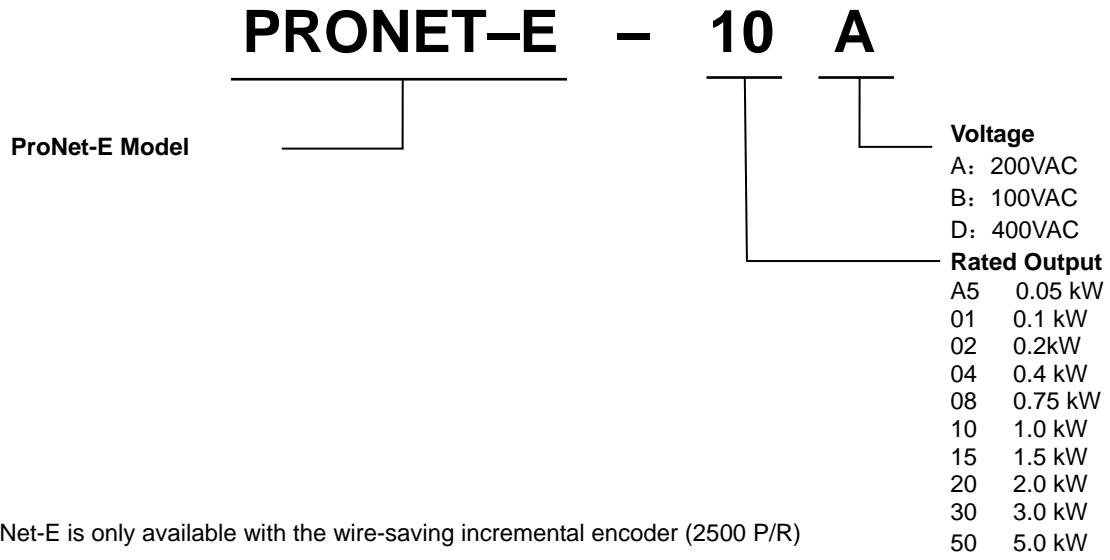 PRONET–E – 10 A
ProNet-E Model
Voltage
A：200VAC
B：100VAC
D：400VAC
Rated Output
A5 0.05 kW
01 0.1 kW
02 0.2kW
04 0.4 kW
08 0.75 kW
10 1.0 kW
15 1.5 kW
20 2.0 kW
30 3.0 kW
50 5.0 kW
Net-E is only available with the wire-saving incremental encoder (2500 P/R)